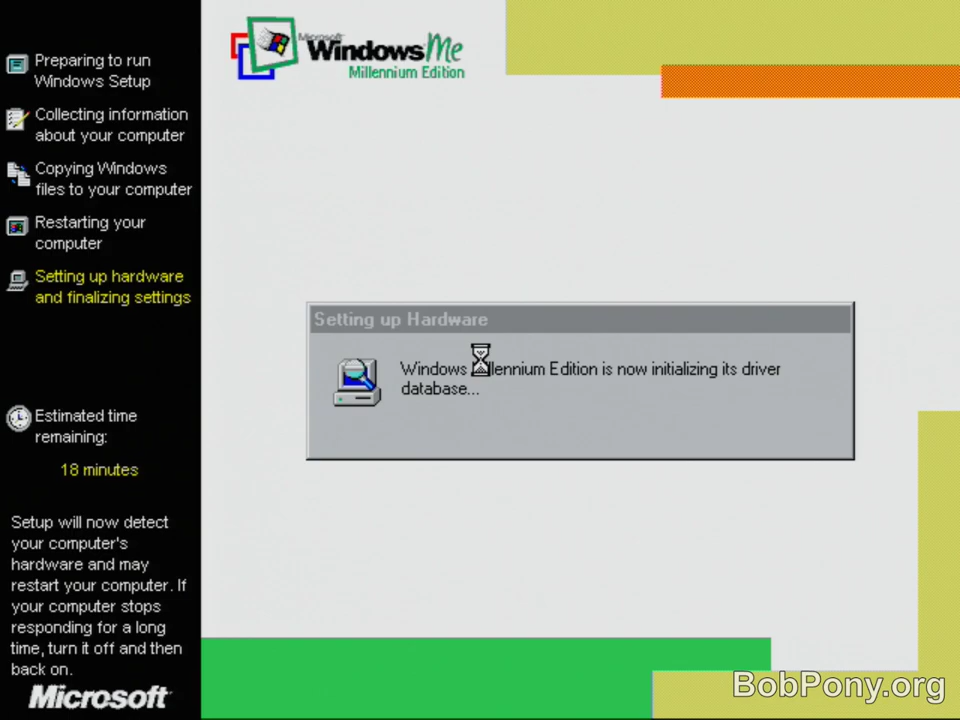 Preparing to run
Windows Setup
Collecting information
about your computer
Copying Windows
files to your computer
Restarting your
computer
Setting up hardware
and finalizing settings
Estimated time
remaining:
18 minutes
Setup will now detect
your computer's
hardware and may
restart your computer. If
your computer stops
responding for a long
time, turn it off and then
back on.
Microsoft
Microsoft
Windows Me
Millennium Edition
Setting up Hardware
Windows Millennium Edition is now initializing its driver
database...
BobPony.org